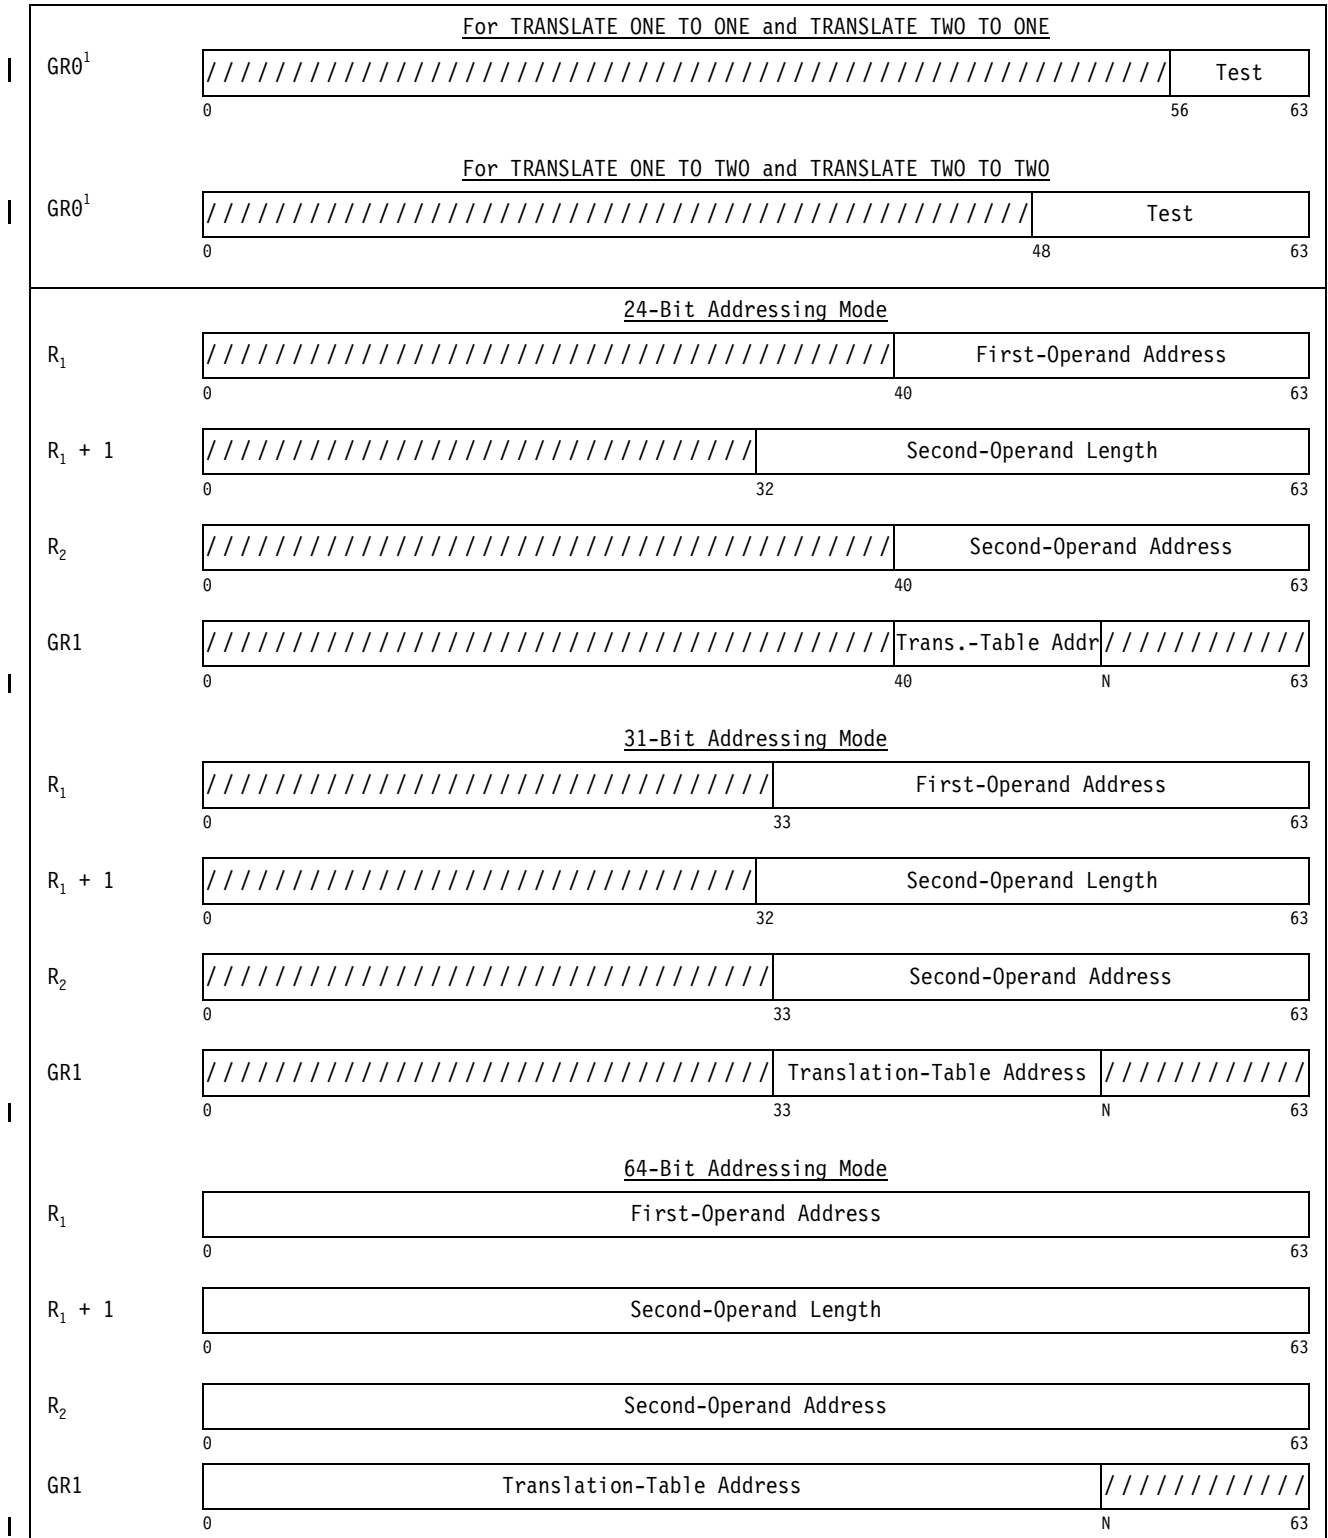 For TRANSLATE ONE TO ONE and TRANSLATE TWO TO ONE
GR0¹ //////////////////////////////////////////////////////// Test
0 56 63
For TRANSLATE ONE TO TWO and TRANSLATE TWO TO TWO
GR0¹ //////////////////////////////////////////////// Test
0 48 63
24-Bit Addressing Mode
R₁ //////////////////////////////////////// First-Operand Address
0 40 63
R₁ + 1 //////////////////////////////// Second-Operand Length
0 32 63
R₂ //////////////////////////////////////// Second-Operand Address
0 40 63
GR1 //////////////////////////////////////// Trans.-Table Addr ////////////
0 40 N 63
31-Bit Addressing Mode
R₁ ///////////////////////////////// First-Operand Address
0 33 63
R₁ + 1 //////////////////////////////// Second-Operand Length
0 32 63
R₂ ///////////////////////////////// Second-Operand Address
0 33 63
GR1 ///////////////////////////////// Translation-Table Address ////////////
0 33 N 63
64-Bit Addressing Mode
R₁ First-Operand Address
0 63
R₁ + 1 Second-Operand Length
0 63
R₂ Second-Operand Address
0 63
GR1 Translation-Table Address ////////////
0 N 63